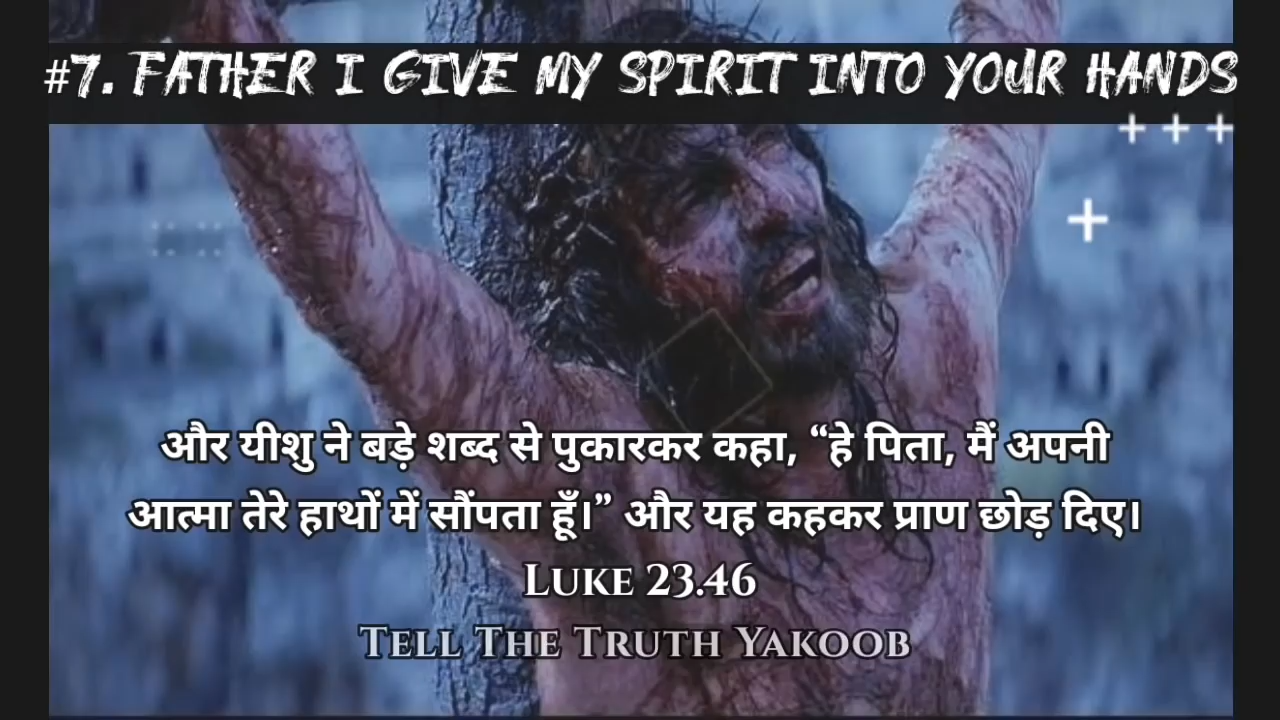 #7. FATHER I GIVE MY SPIRIT INTO YOUR HANDS
और यीशु ने बड़े शब्द से पुकारकर कहा, “हे पिता, मैं अपनी
आत्मा तेरे हाथों में सौंपता हूँ।” और यह कहकर प्राण छोड़ दिए।
LUKE 23.46
TELL THE TRUTH YAKOOB